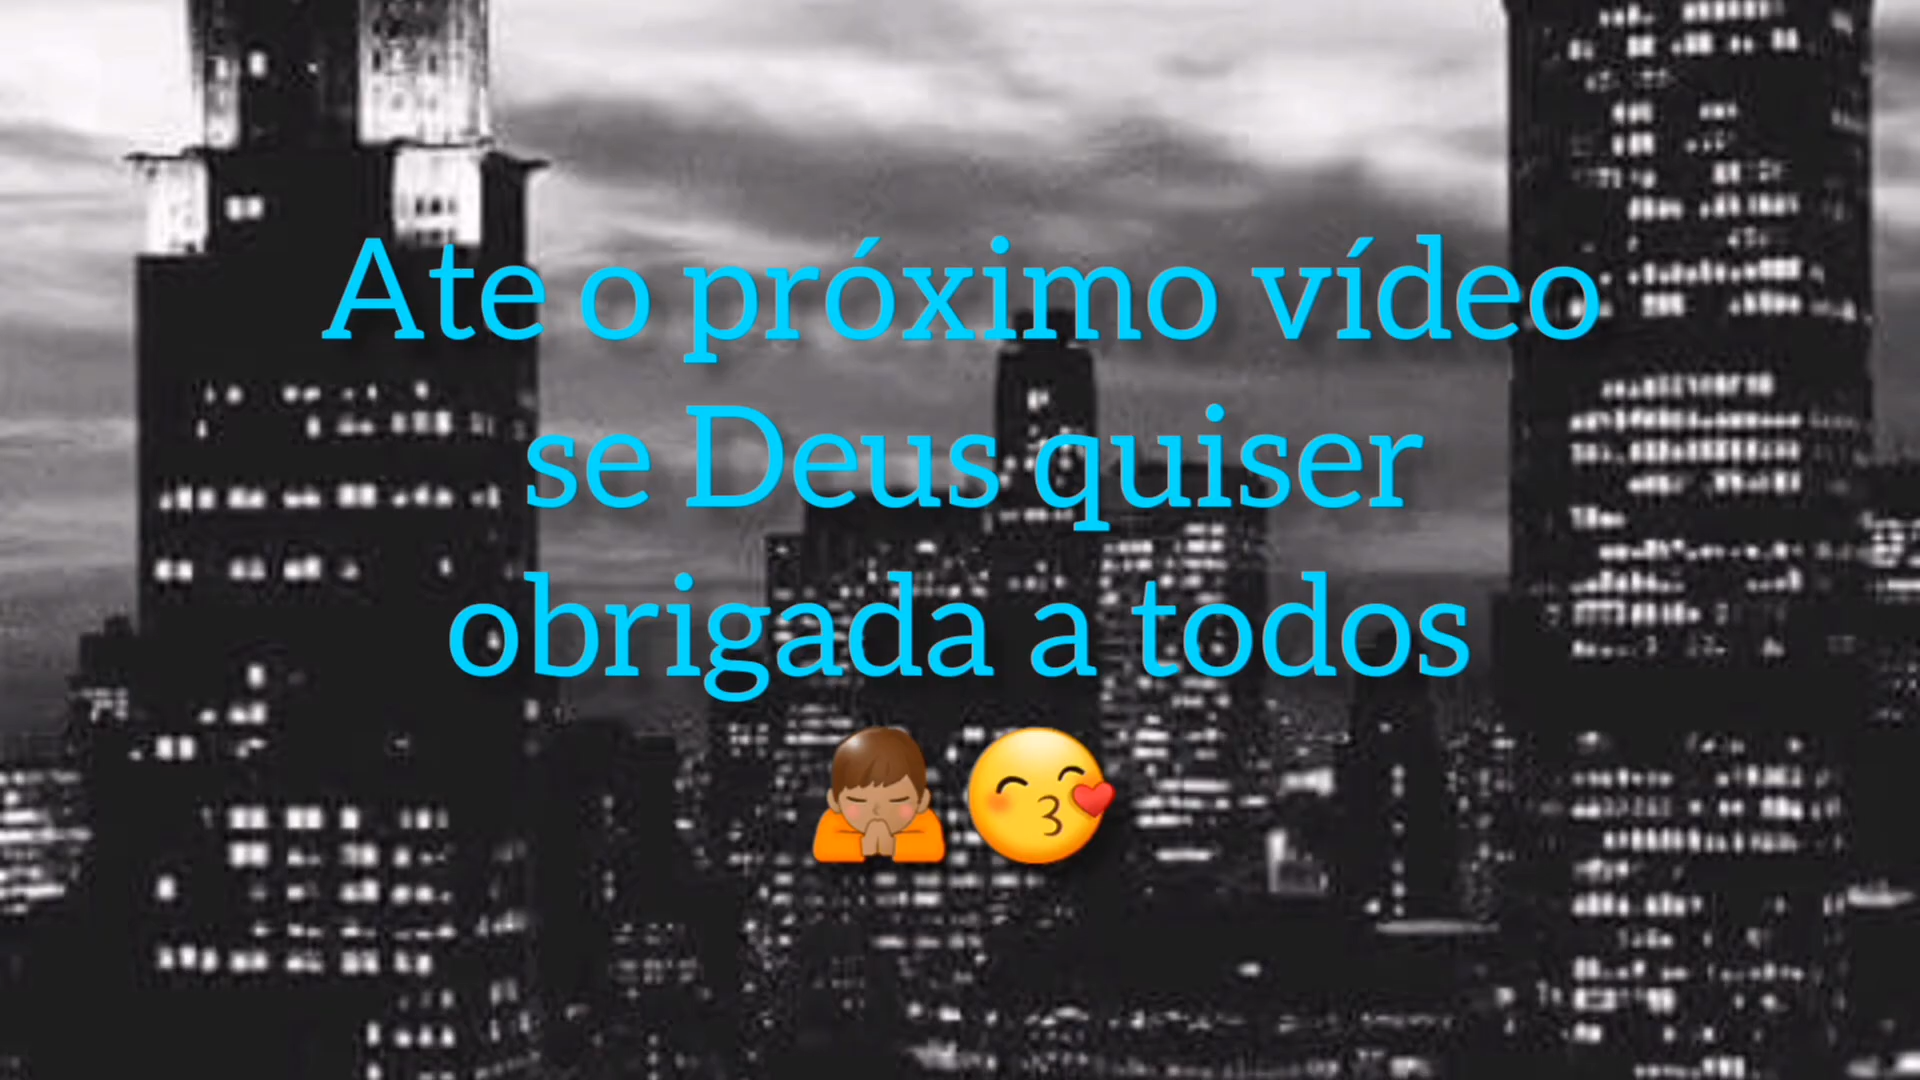 Ate o próximo vídeo
se Deus quiser
obrigada a todos
🙏🏽😙